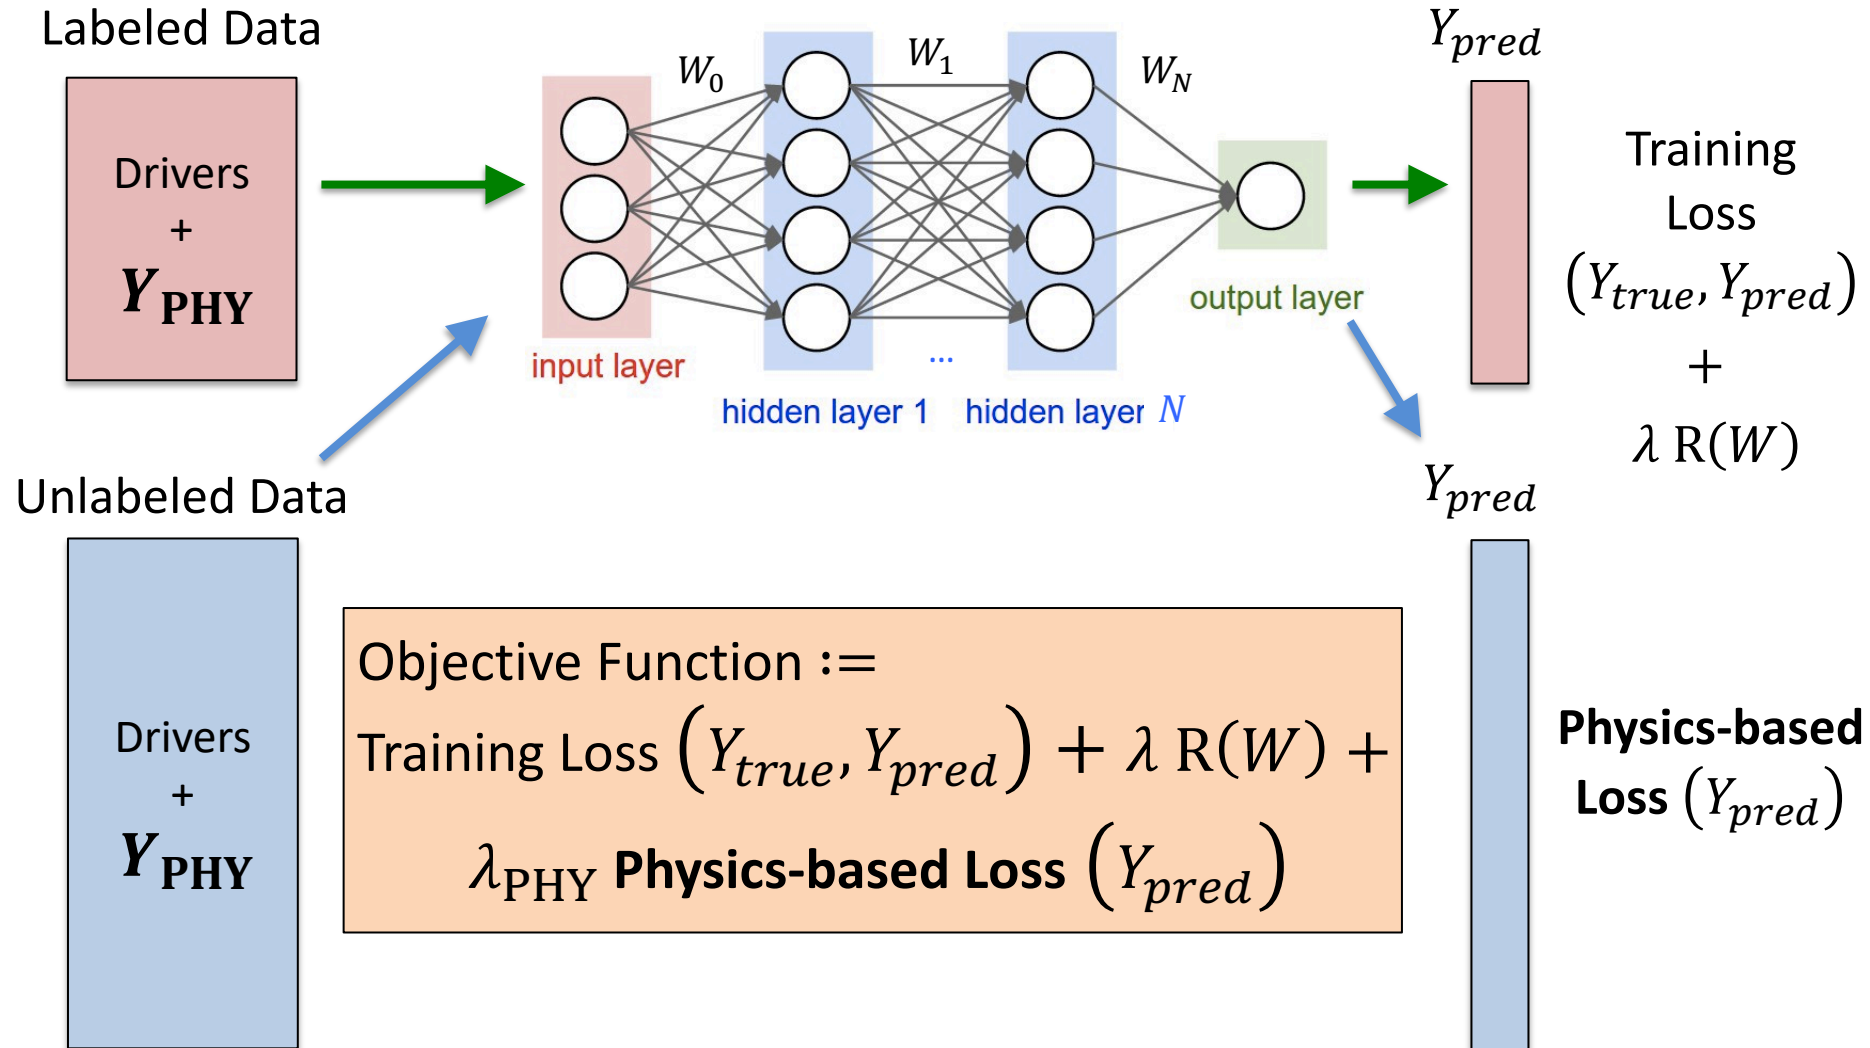 Labeled Data
Drivers
+
Y_PHY
W_0
W_1
W_N
input layer
hidden layer 1
...
hidden layer N
output layer
Y_pred
Training
Loss
(Y_true, Y_pred)
+
λ R(W)
Unlabeled Data
Drivers
+
Y_PHY
Objective Function :=
Training Loss (Y_true, Y_pred) + λ R(W) +
λ_PHY Physics-based Loss (Y_pred)
Y_pred
Physics-based
Loss (Y_pred)